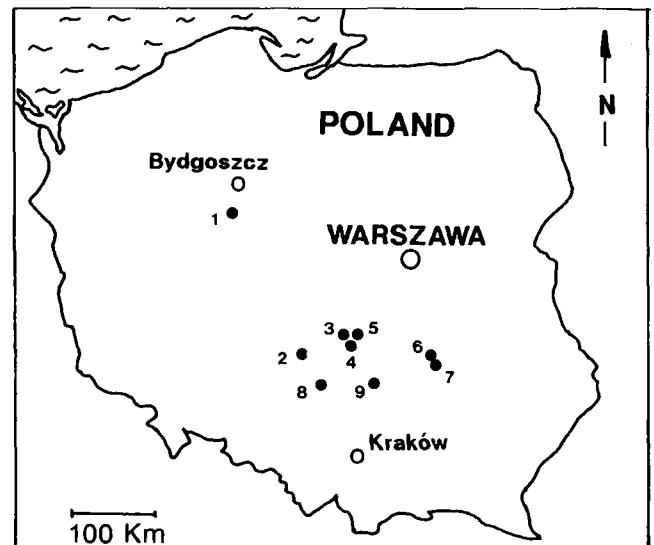 POLAND
N
Bydgoszcz
1
WARSZAWA
3 5
2 4 6
7
8 9
Kraków
100 Km